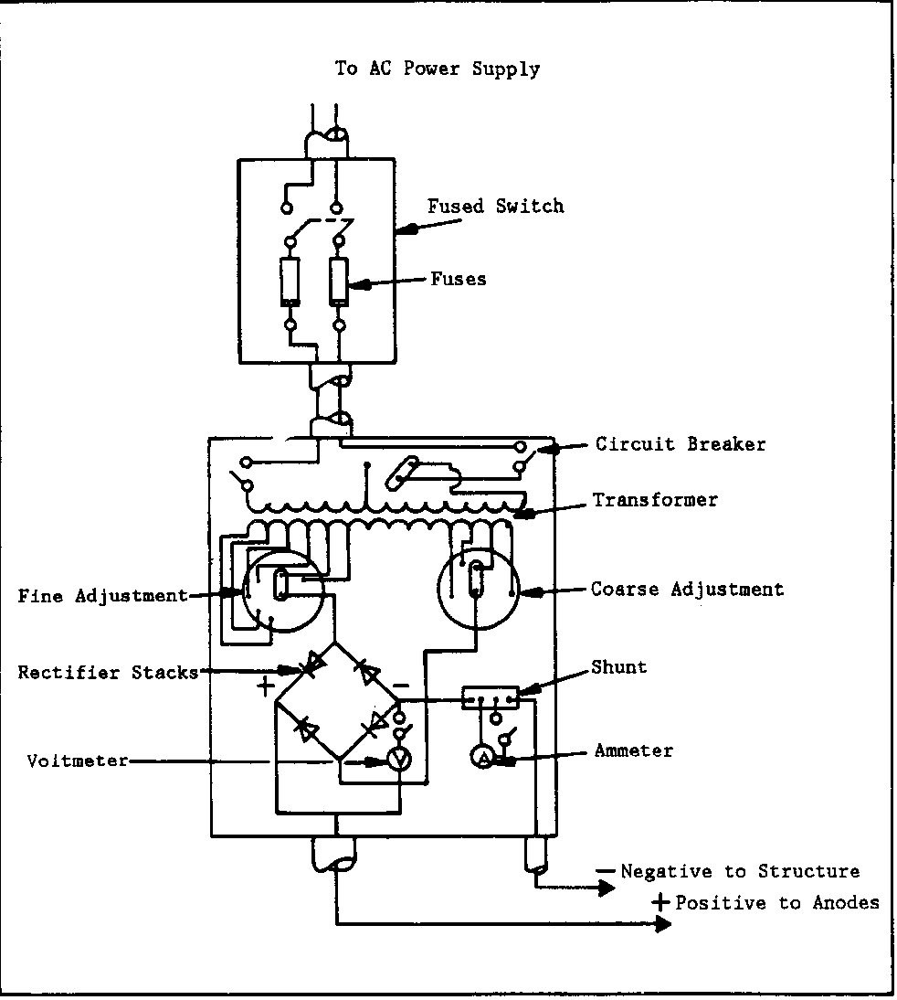 To AC Power Supply
Fused Switch
Fuses
Circuit Breaker
Transformer
Fine Adjustment
Coarse Adjustment
Rectifier Stacks
+
−
Shunt
Voltmeter
V
A
Ammeter
− Negative to Structure
+ Positive to Anodes